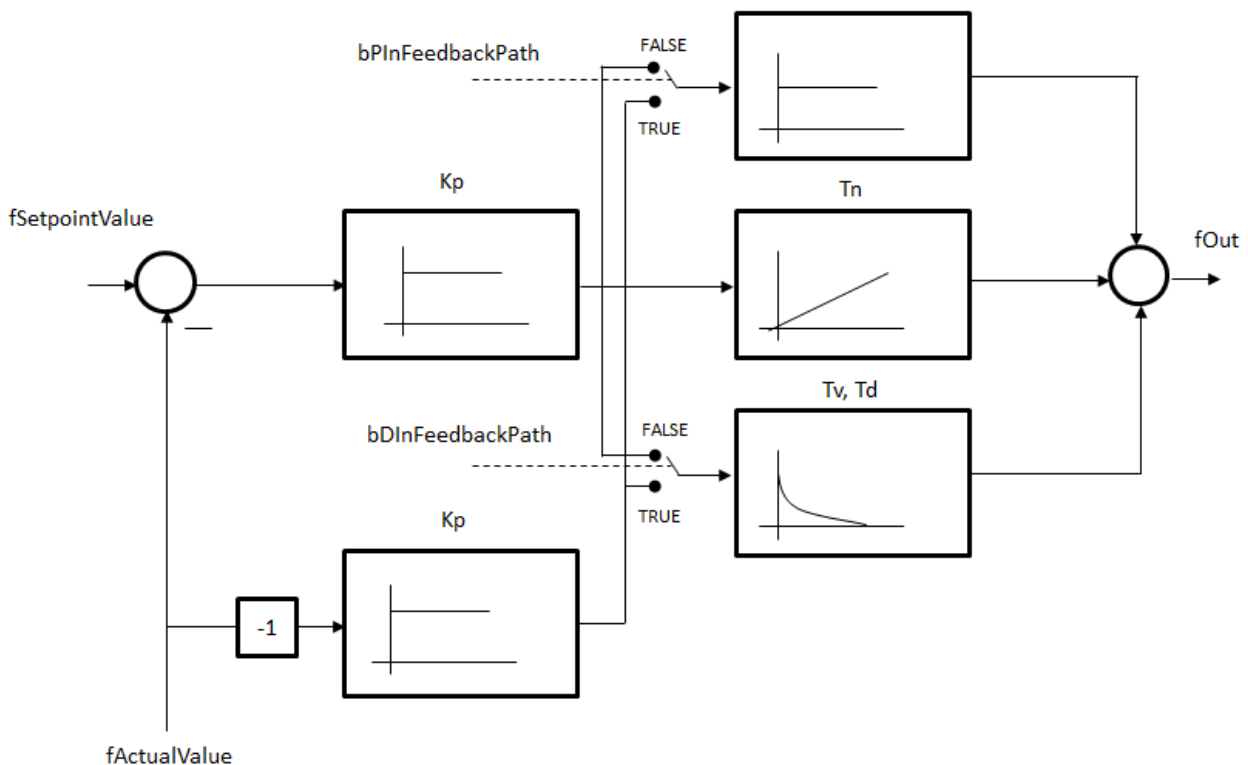 bPInFeedbackPath
FALSE
TRUE
Kp
Tn
fSetpointValue
fOut
—
Tv, Td
bDInFeedbackPath
FALSE
TRUE
Kp
-1
fActualValue